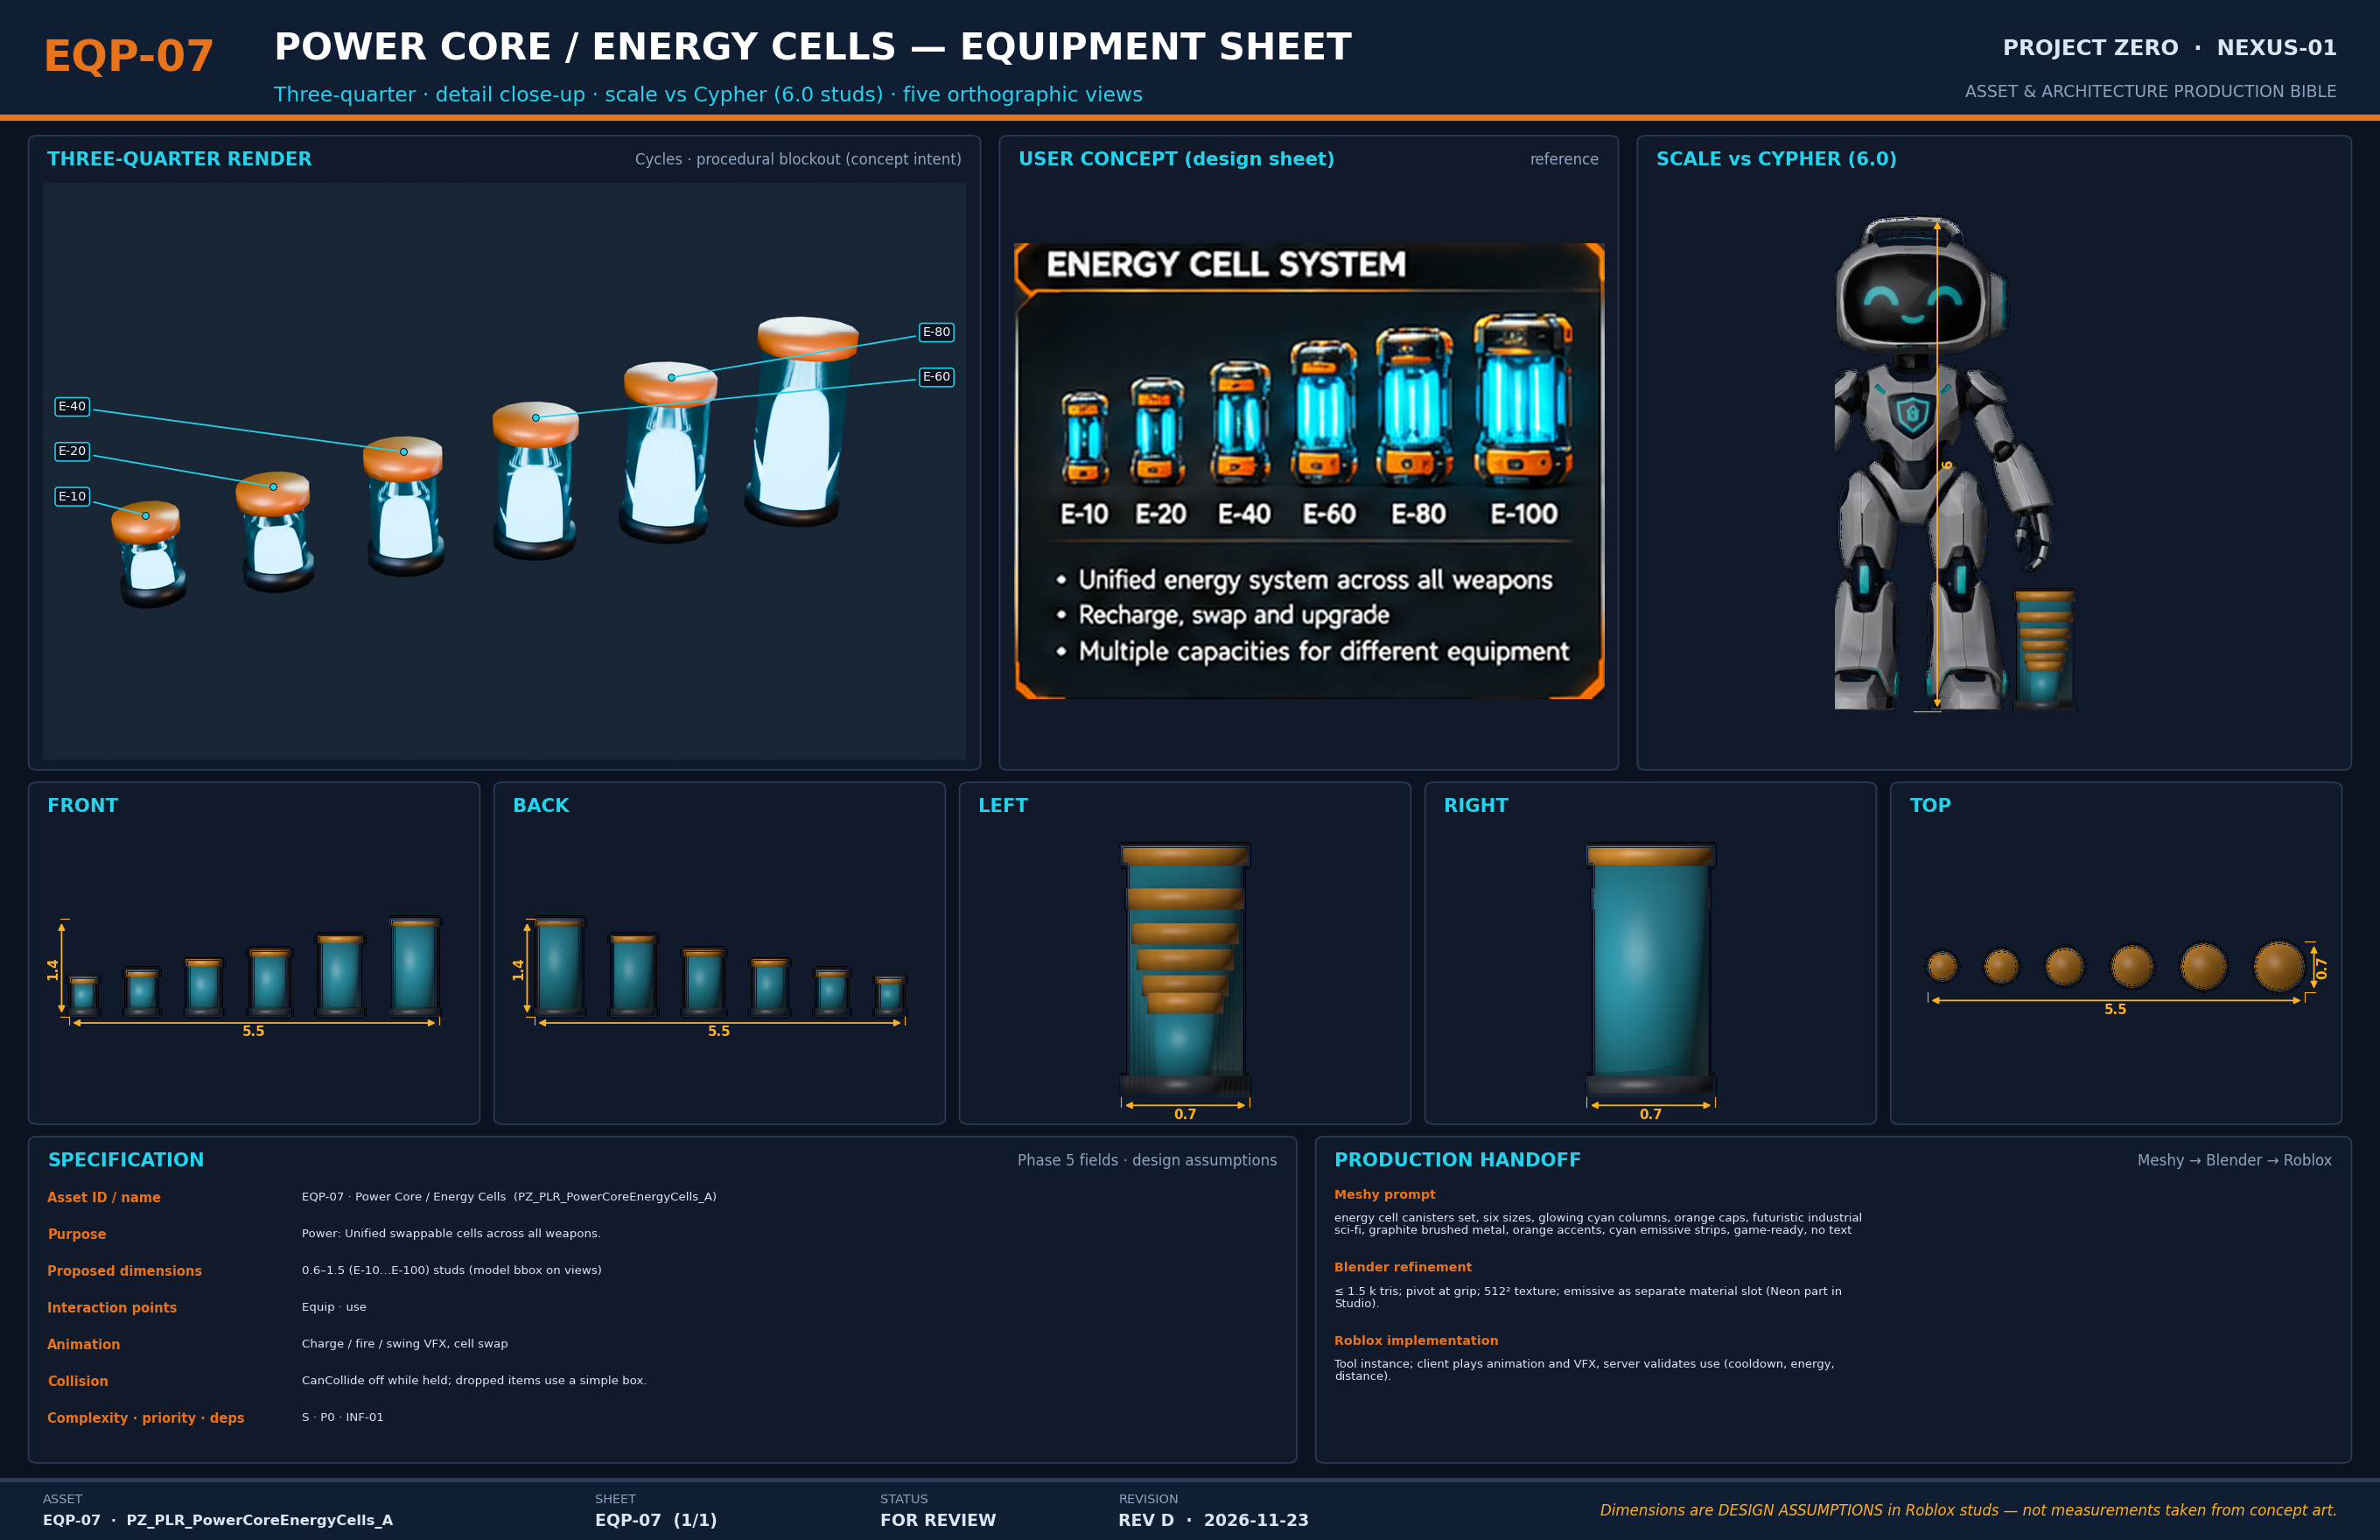 EQP-07
POWER CORE / ENERGY CELLS — EQUIPMENT SHEET
Three-quarter · detail close-up · scale vs Cypher (6.0 studs) · five orthographic views
PROJECT ZERO · NEXUS-01
ASSET & ARCHITECTURE PRODUCTION BIBLE
THREE-QUARTER RENDER
Cycles · procedural blockout (concept intent)
E-80
E-60
E-40
E-20
E-10
USER CONCEPT (design sheet)
reference
ENERGY CELL SYSTEM
E-10 E-20 E-40 E-60 E-80 E-100
• Unified energy system across all weapons
• Recharge, swap and upgrade
• Multiple capacities for different equipment
SCALE vs CYPHER (6.0)
6
FRONT
1.4
5.5
BACK
1.4
5.5
LEFT
0.7
RIGHT
0.7
TOP
0.7
5.5
SPECIFICATION
Phase 5 fields · design assumptions
Asset ID / name
EQP-07 · Power Core / Energy Cells (PZ_PLR_PowerCoreEnergyCells_A)
Purpose
Power: Unified swappable cells across all weapons.
Proposed dimensions
0.6–1.5 (E-10…E-100) studs (model bbox on views)
Interaction points
Equip · use
Animation
Charge / fire / swing VFX, cell swap
Collision
CanCollide off while held; dropped items use a simple box.
Complexity · priority · deps
S · P0 · INF-01
PRODUCTION HANDOFF
Meshy → Blender → Roblox
Meshy prompt
energy cell canisters set, six sizes, glowing cyan columns, orange caps, futuristic industrial
sci-fi, graphite brushed metal, orange accents, cyan emissive strips, game-ready, no text
Blender refinement
≤ 1.5 k tris; pivot at grip; 512² texture; emissive as separate material slot (Neon part in
Studio).
Roblox implementation
Tool instance; client plays animation and VFX, server validates use (cooldown, energy,
distance).
ASSET
EQP-07 · PZ_PLR_PowerCoreEnergyCells_A
SHEET
EQP-07 (1/1)
STATUS
FOR REVIEW
REVISION
REV D · 2026-11-23
Dimensions are DESIGN ASSUMPTIONS in Roblox studs — not measurements taken from concept art.